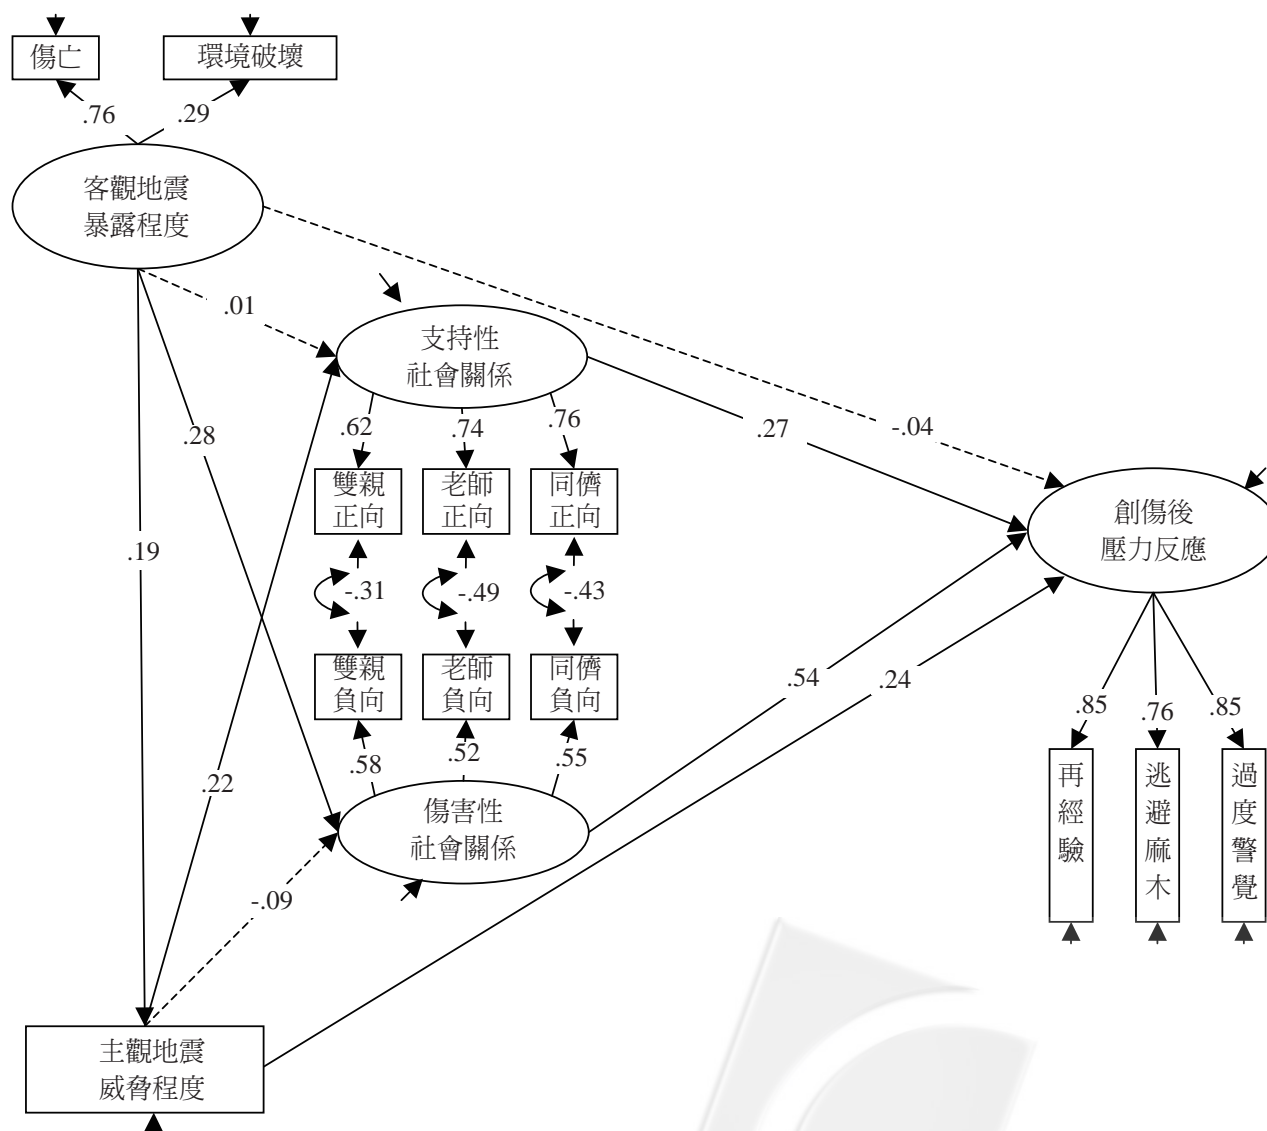 傷亡
環境破壞
.76
.29
客觀地震
暴露程度
.01
支持性
社會關係
.62
.74
.76
.28
.27
-.04
雙親
正向
老師
正向
同儕
正向
創傷後
壓力反應
.19
-.31
-.49
-.43
雙親
負向
老師
負向
同儕
負向
.54
.24
.85
.76
.85
.58
.52
.55
.22
再經驗
逃避麻木
過度警覺
傷害性
社會關係
-.09
主觀地震
威脅程度